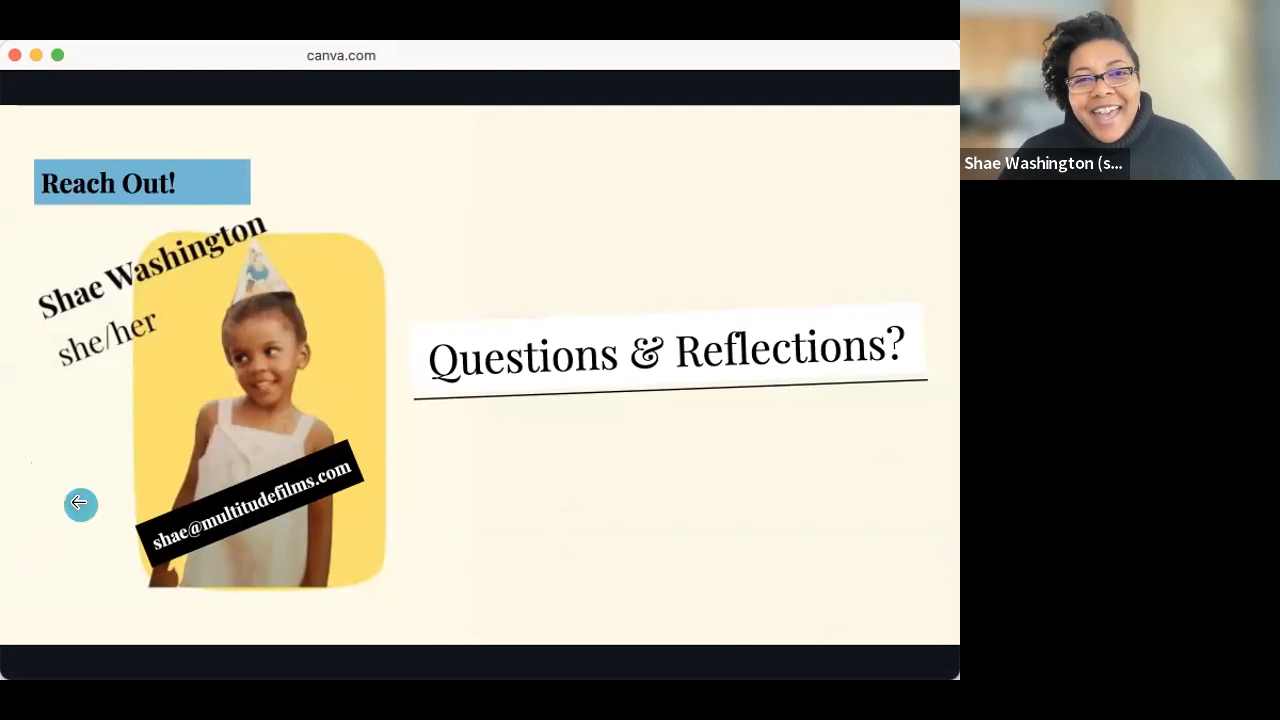 canva.com
Reach Out!
Shae Washington
she/her
shae@multitudefilms.com
Questions & Reflections?
Shae Washington (s...